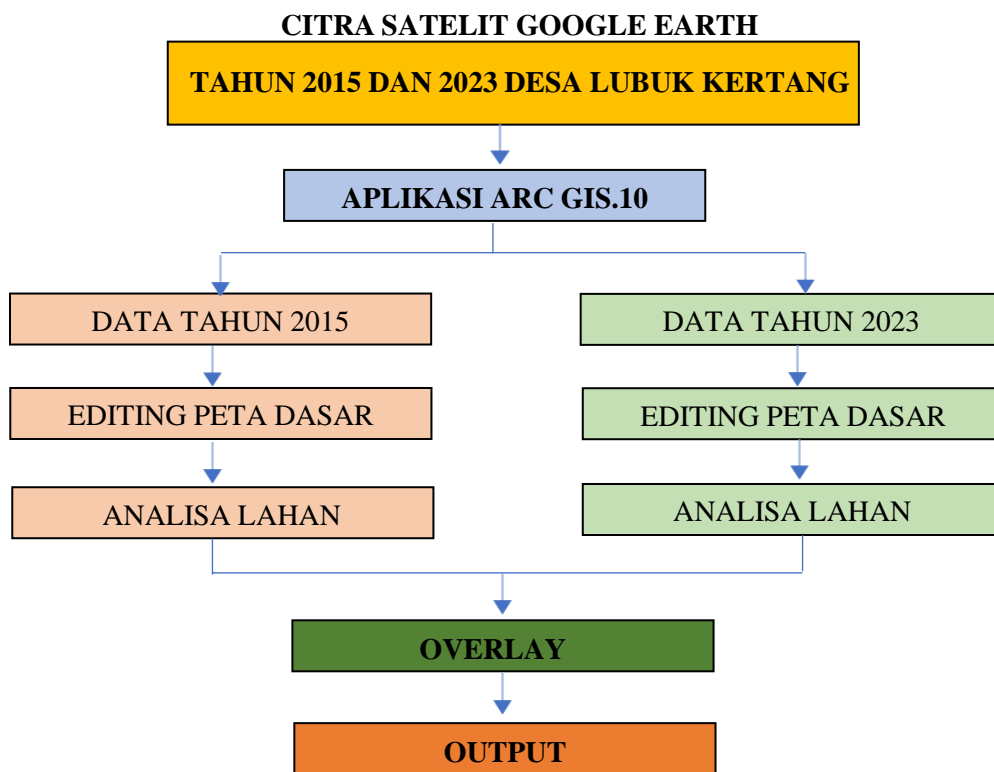 CITRA SATELIT GOOGLE EARTH
TAHUN 2015 DAN 2023 DESA LUBUK KERTANG
APLIKASI ARC GIS.10
DATA TAHUN 2015
DATA TAHUN 2023
EDITING PETA DASAR
EDITING PETA DASAR
ANALISA LAHAN
ANALISA LAHAN
OVERLAY
OUTPUT